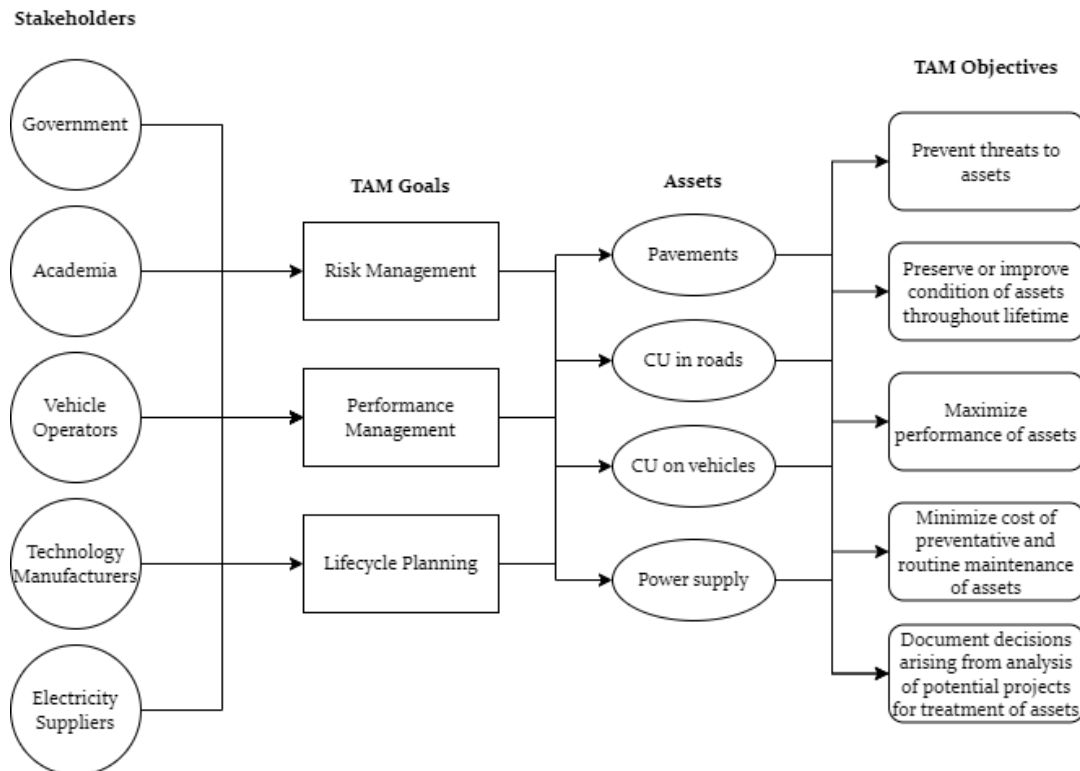 Stakeholders
Government
Academia
Vehicle
Operators
Technology
Manufacturers
Electricity
Suppliers
TAM Goals
Risk Management
Performance
Management
Lifecycle Planning
Assets
Pavements
CU in roads
CU on vehicles
Power supply
TAM Objectives
Prevent threats to
assets
Preserve or improve
condition of assets
throughout lifetime
Maximize
performance of assets
Minimize cost of
preventative and
routine maintenance
of assets
Document decisions
arising from analysis
of potential projects
for treatment of assets